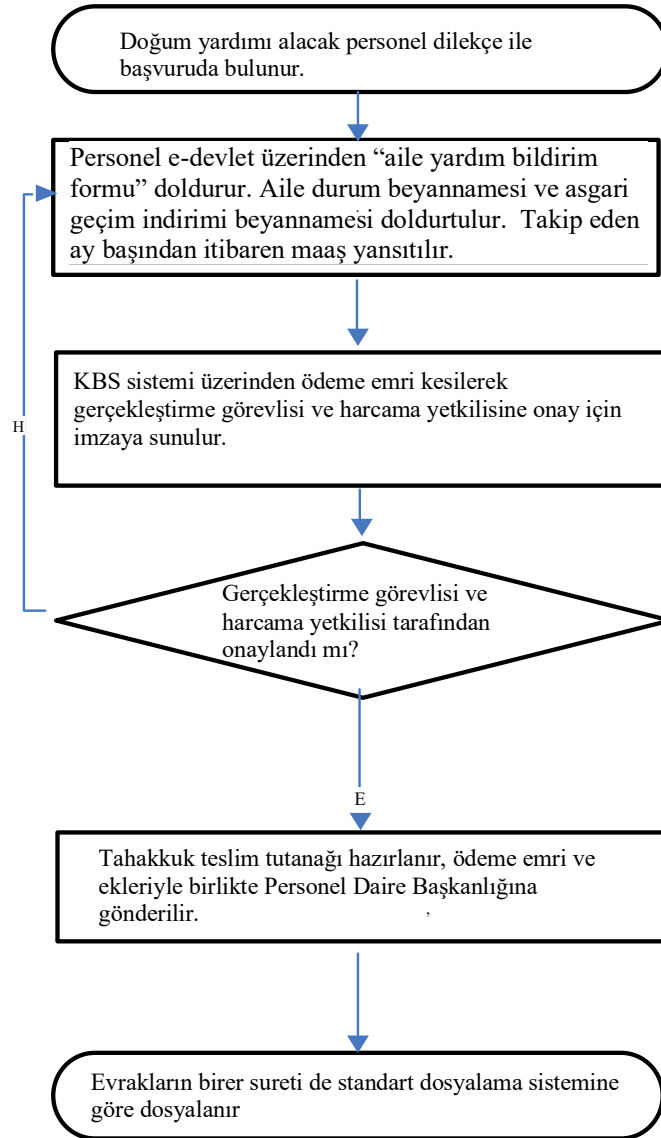 Doğum yardımı alacak personel dilekçe ile
başvuruda bulunur.
Personel e-devlet üzerinden “aile yardım bildirim
formu” doldurur. Aile durum beyannamesi ve asgari
geçim indirimi beyannamesi doldurtulur. Takip eden
ay başından itibaren maaş yansıtılır.
KBS sistemi üzerinden ödeme emri kesilerek
gerçekleştirme görevlisi ve harcama yetkilisine onay için
imzaya sunulur.
H
Gerçekleştirme görevlisi ve
harcama yetkilisi tarafından
onaylandı mı?
E
Tahakkuk teslim tutanağı hazırlanır, ödeme emri ve
ekleriyle birlikte Personel Daire Başkanlığına
gönderilir. ,
Evrakların birer sureti de standart dosyalama sistemine
göre dosyalanır